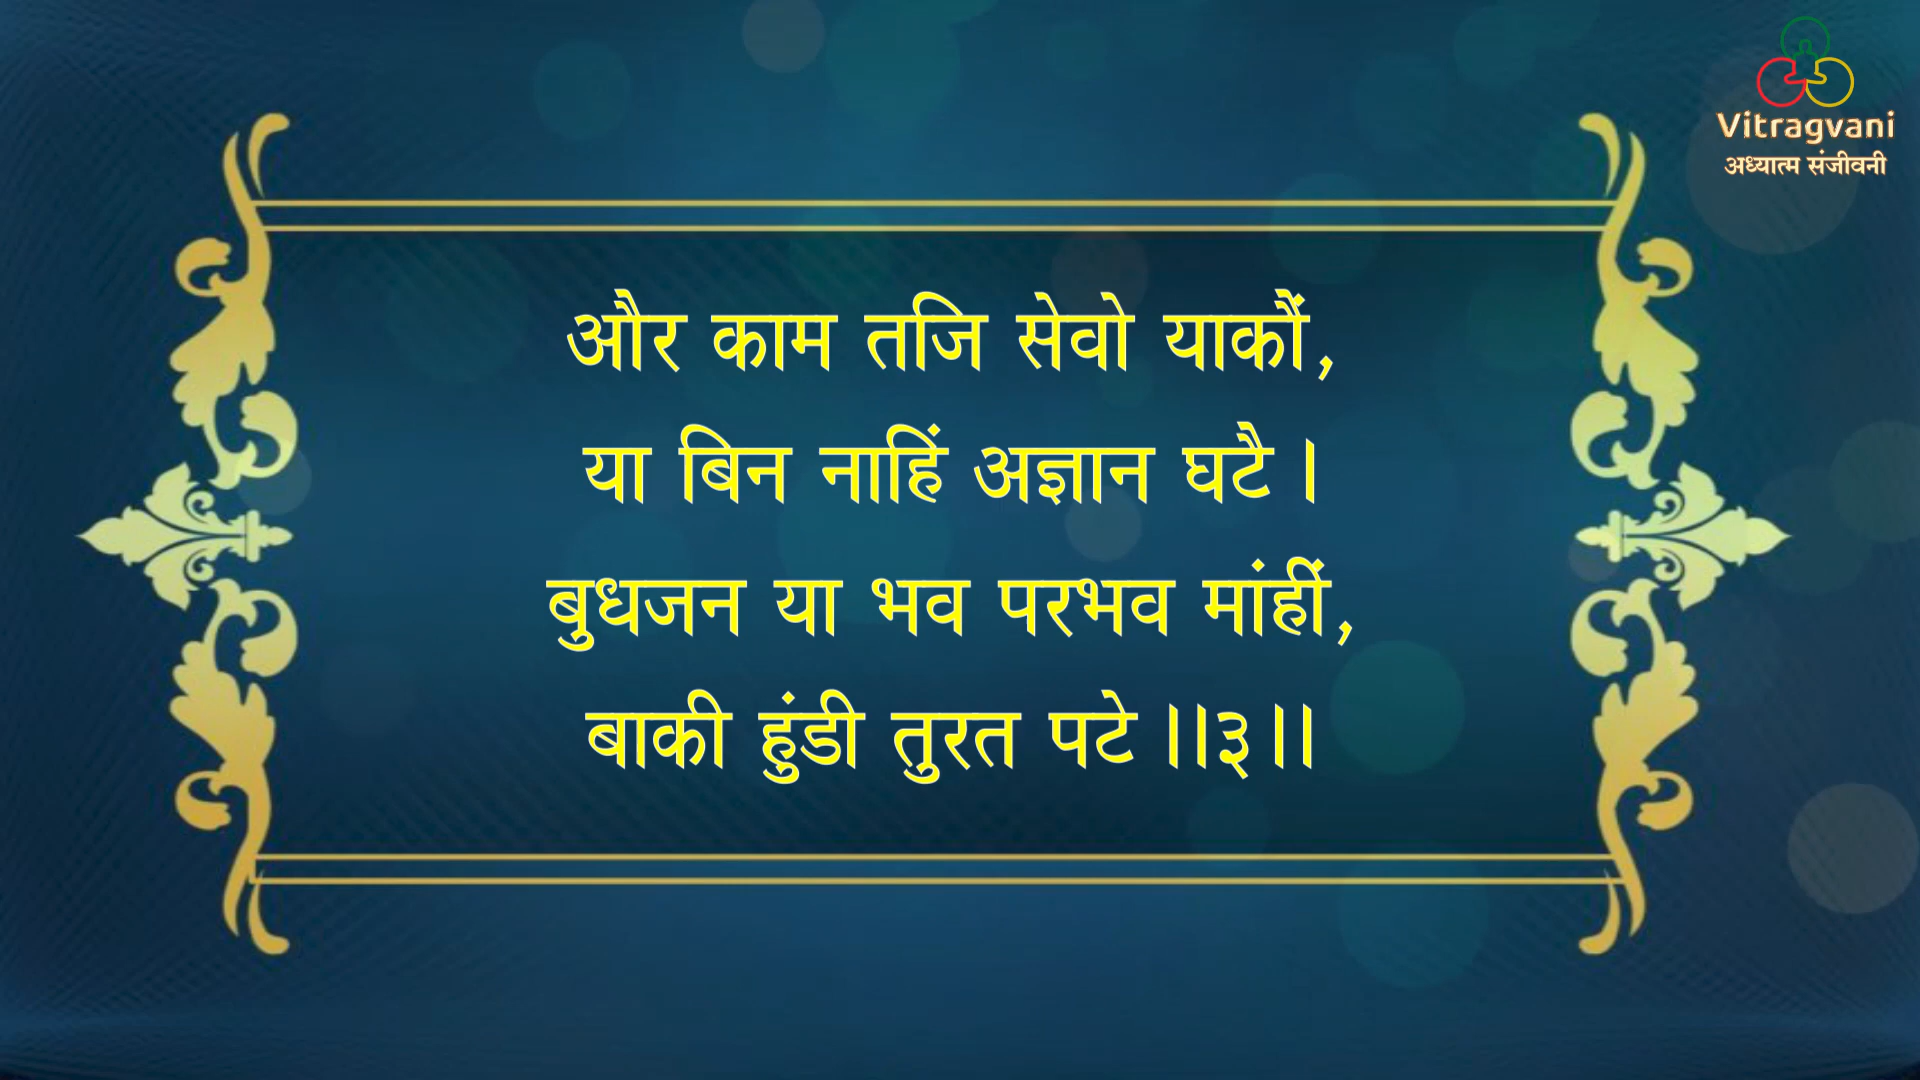 Vitragvani
अध्यात्म संजीवनी
और काम तजि सेवो याकौं,
या बिन नाहिं अज्ञान घटै ।
बुधजन या भव परभव मांहीं,
बाकी हुंडी तुरत पटे ।।३।।